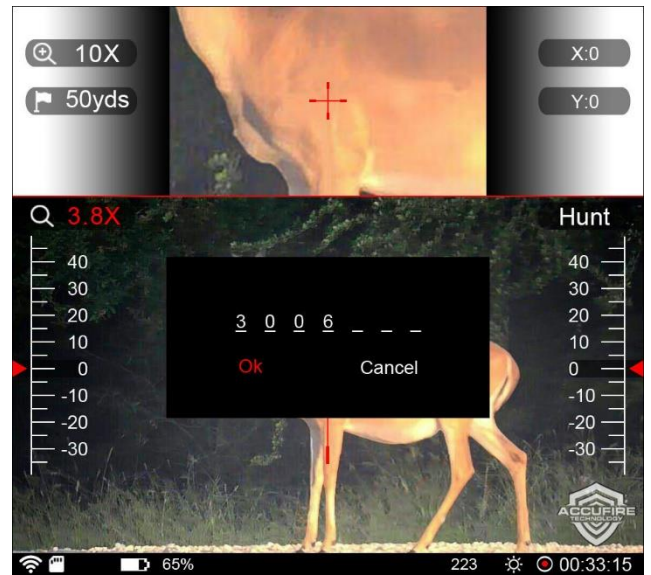 10X
X:0
50yds
Y:0
3.8X
Hunt
40 40
30 30
20 20
10 10
0 0
-10 -10
-20 -20
-30 -30
3 0 0 6 _ _ _
Ok Cancel
ACCUFIRE
TECHNOLOGY
65% 223 00:33:15